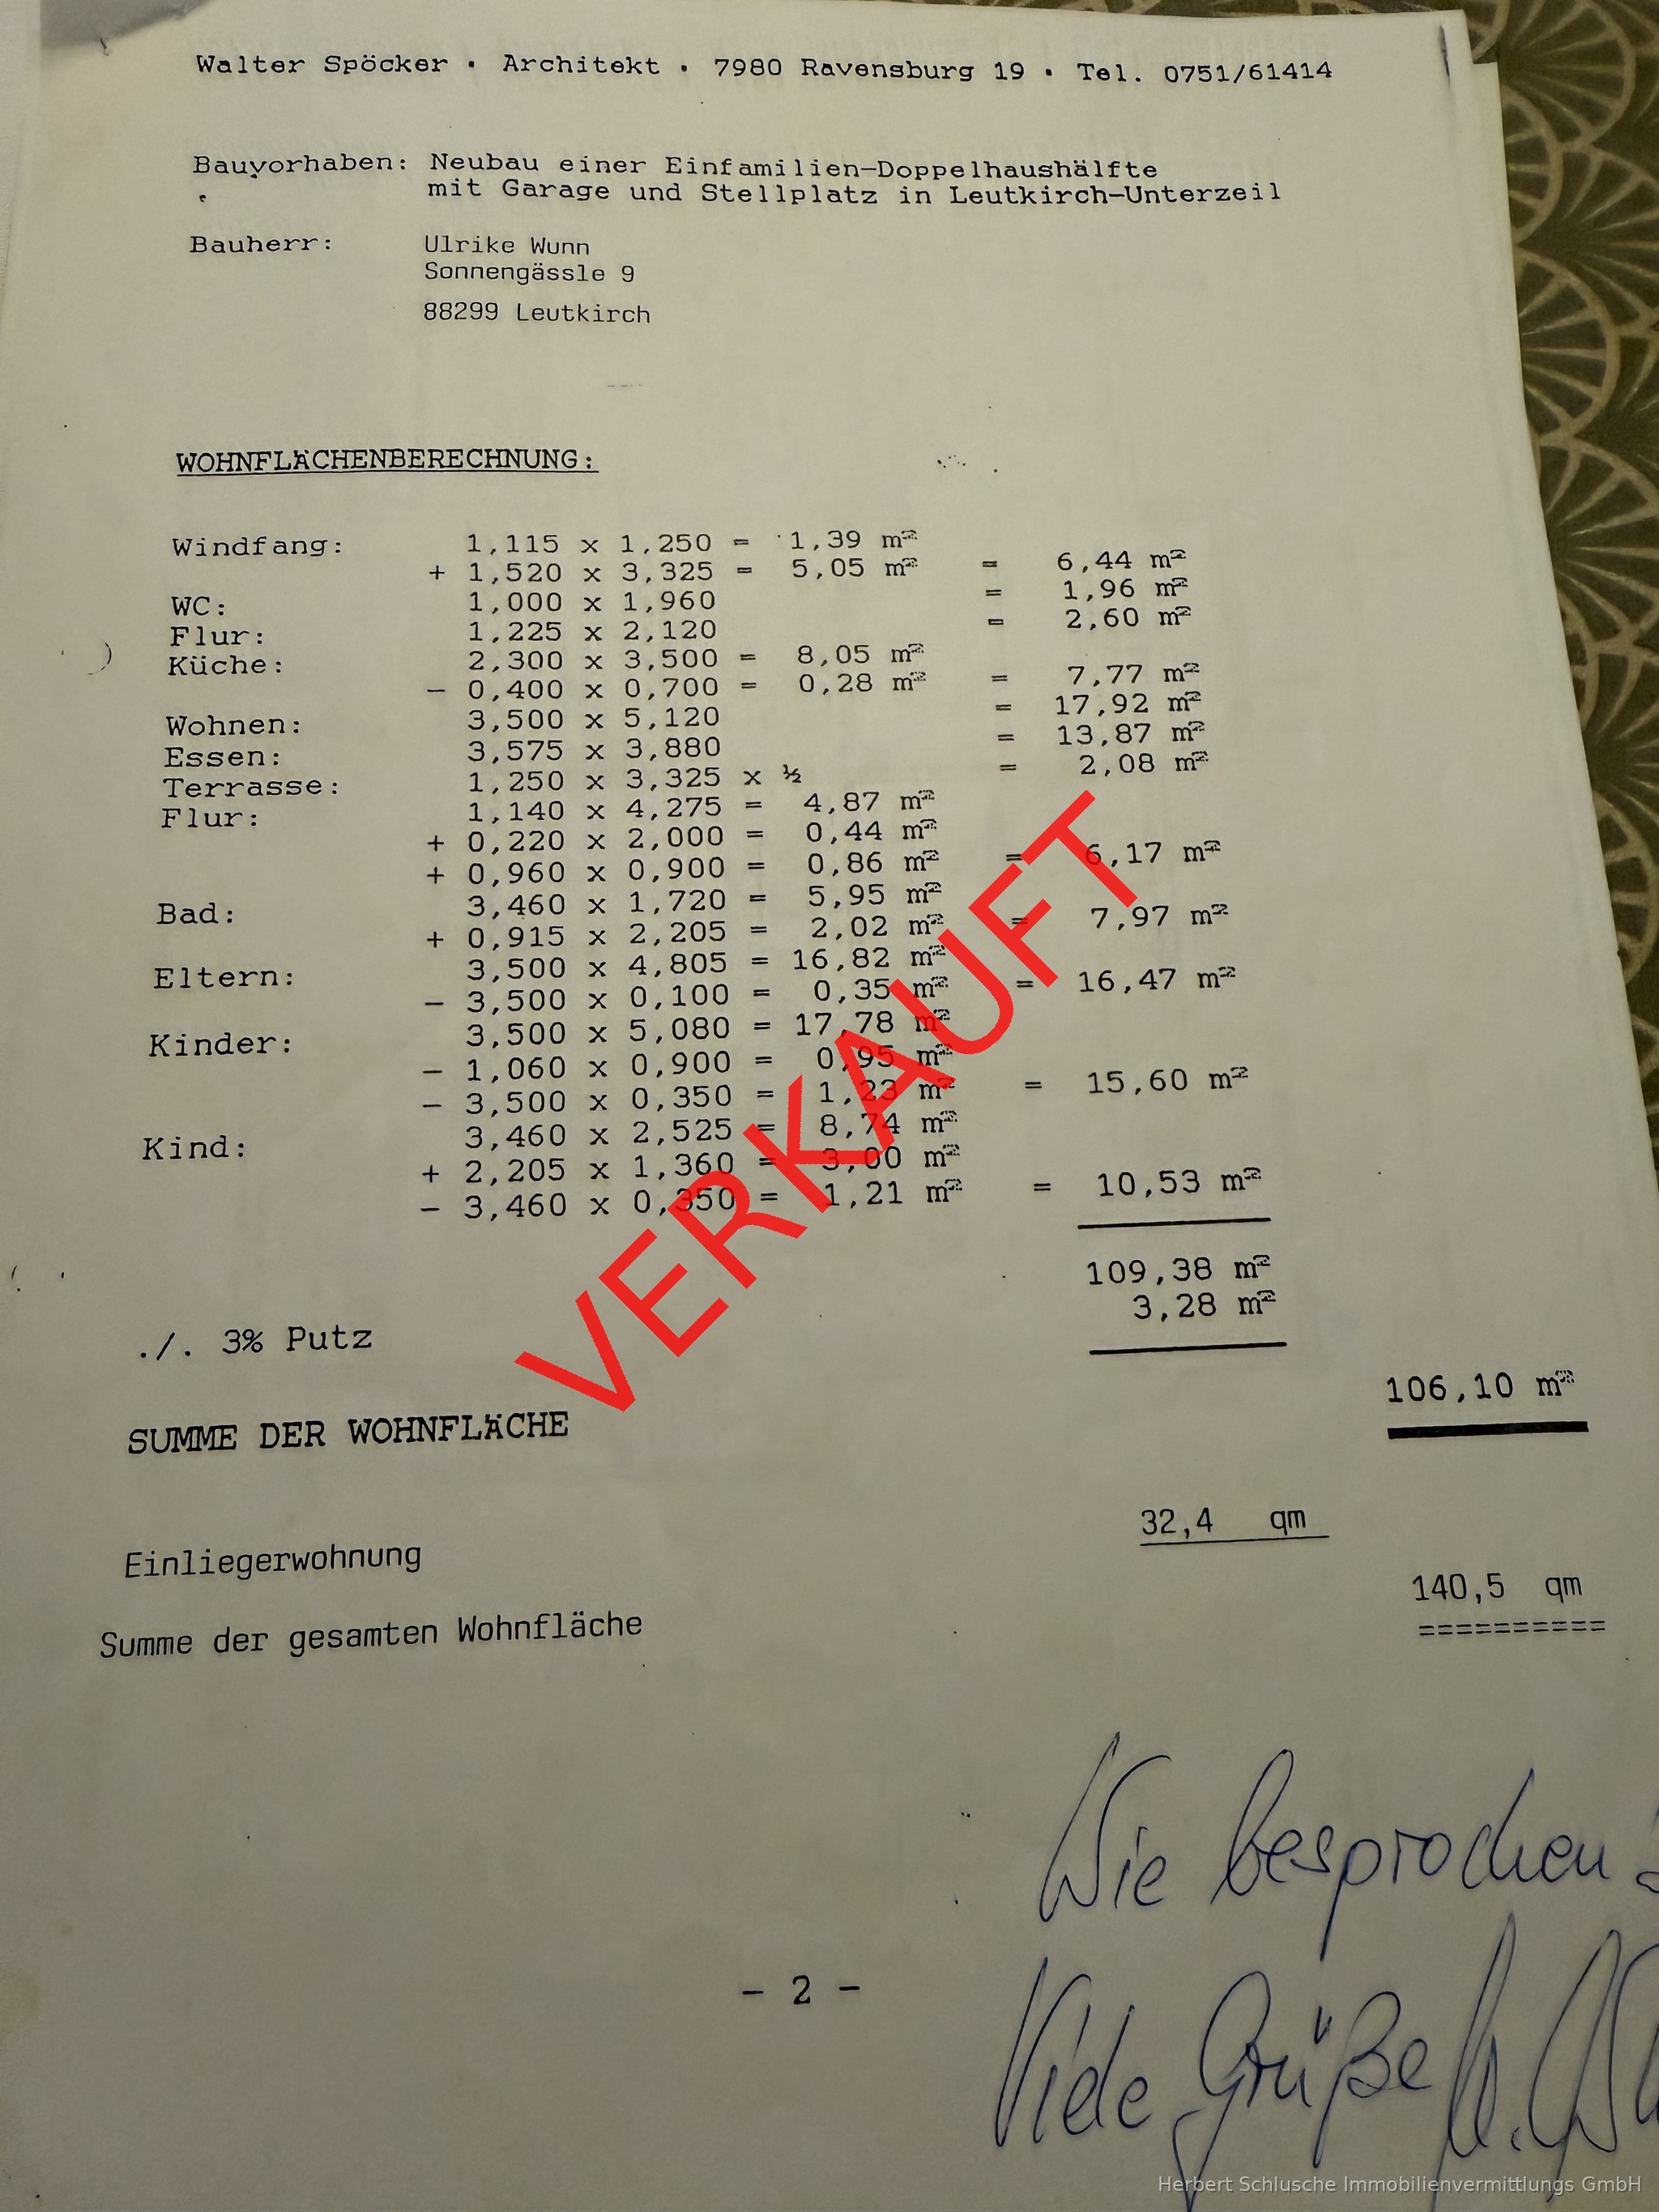 Walter Spöcker · Architekt · 7980 Ravensburg 19 · Tel. 0751/61414
Bauvorhaben: Neubau einer Einfamilien-Doppelhaushälfte
mit Garage und Stellplatz in Leutkirch-Unterzeil
Bauherr: Ulrike Wunn
Sonnengässle 9
88299 Leutkirch
WOHNFLÄCHENBERECHNUNG:
Windfang: 1,115 x 1,250 = 1,39 m²
+ 1,520 x 3,325 = 5,05 m² = 6,44 m²
WC: 1,000 x 1,960 = 1,96 m²
Flur: 1,225 x 2,120 = 2,60 m²
Küche: 2,300 x 3,500 = 8,05 m²
- 0,400 x 0,700 = 0,28 m² = 7,77 m²
Wohnen: 3,500 x 5,120 = 17,92 m²
Essen: 3,575 x 3,880 = 13,87 m²
Terrasse: 1,250 x 3,325 x ½ = 2,08 m²
Flur: 1,140 x 4,275 = 4,87 m²
+ 0,220 x 2,000 = 0,44 m²
+ 0,960 x 0,900 = 0,86 m² = 6,17 m²
Bad: 3,460 x 1,720 = 5,95 m²
+ 0,915 x 2,205 = 2,02 m² = 7,97 m²
Eltern: 3,500 x 4,805 = 16,82 m²
- 3,500 x 0,100 = 0,35 m² = 16,47 m²
Kinder: 3,500 x 5,080 = 17,78 m²
- 1,060 x 0,900 = 0,95 m²
- 3,500 x 0,350 = 1,23 m² = 15,60 m²
Kind: 3,460 x 2,525 = 8,74 m²
+ 2,205 x 1,360 = 3,00 m²
- 3,460 x 0,350 = 1,21 m² = 10,53 m²
109,38 m²
./. 3% Putz 3,28 m²
SUMME DER WOHNFLÄCHE 106,10 m²
Einliegerwohnung 32,4 qm
Summe der gesamten Wohnfläche 140,5 qm
==========
VERKAUFT
Wie besprochen
- 2 -
Viele Grüße
Herbert Schlusche Immobilienvermittlungs GmbH